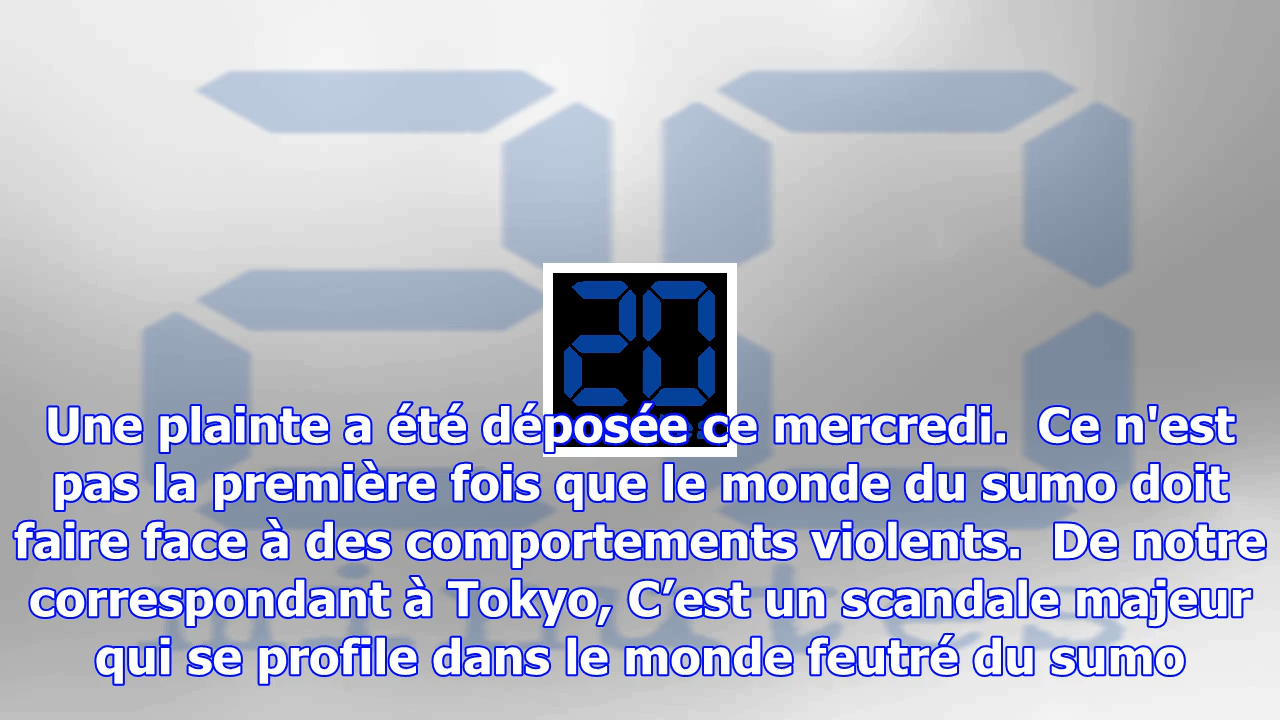 20
Une plainte a été déposée ce mercredi.  Ce n'est
pas la première fois que le monde du sumo doit
faire face à des comportements violents.  De notre
correspondant à Tokyo, C’est un scandale majeur
qui se profile dans le monde feutré du sumo